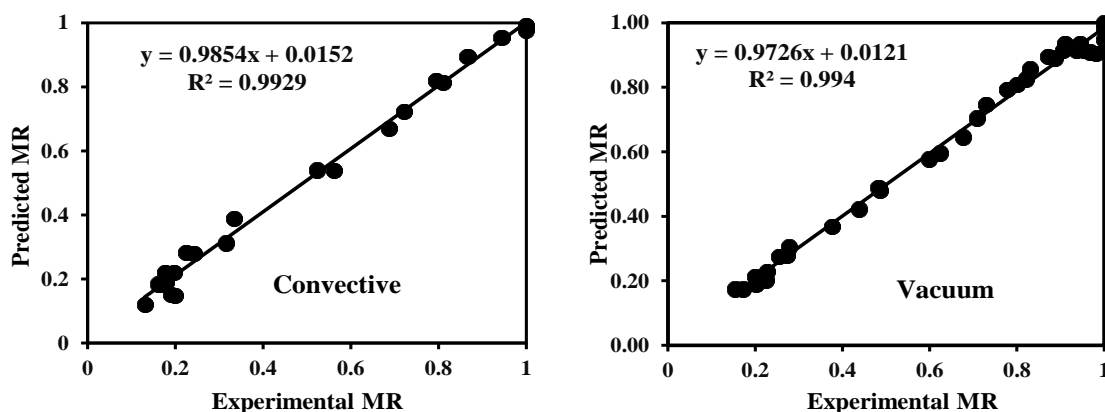 y = 0.9854x + 0.0152
R² = 0.9929
Predicted MR
1
0.8
0.6
0.4
0.2
0
Convective
0 0.2 0.4 0.6 0.8 1
Experimental MR
y = 0.9726x + 0.0121
R² = 0.994
Predicted MR
1.00
0.80
0.60
0.40
0.20
0.00
Vacuum
0 0.2 0.4 0.6 0.8 1
Experimental MR